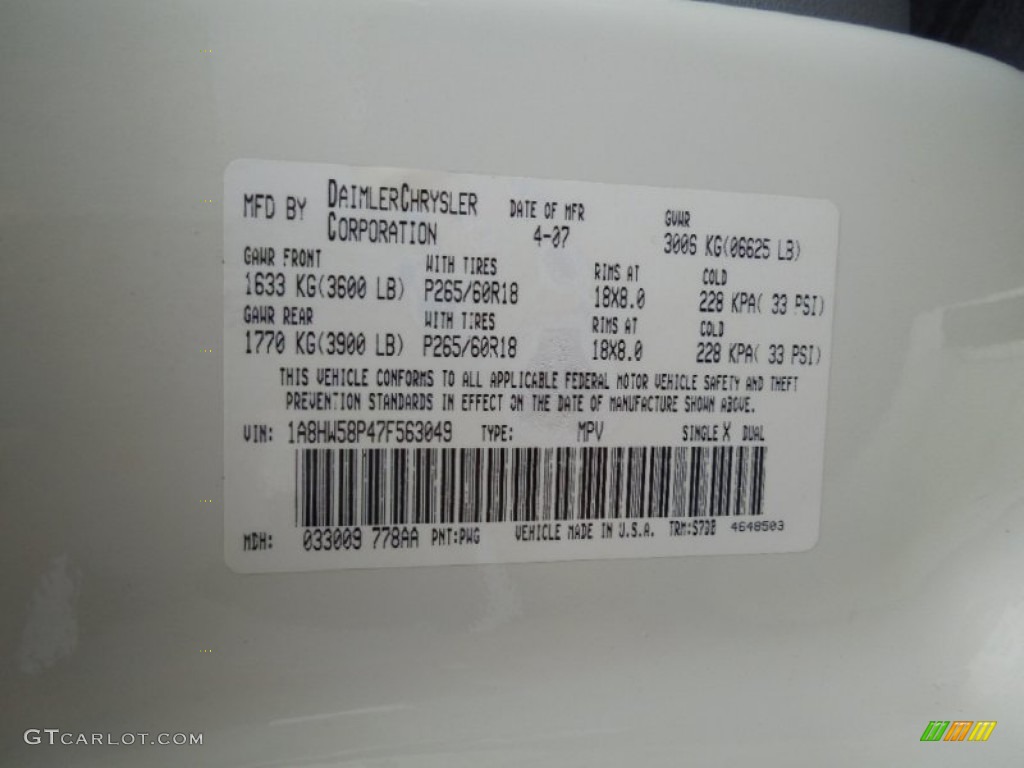 MFD BY DAIMLERCHRYSLER CORPORATION DATE OF MFR 4-07 GVWR 3006 KG(06625 LB)
GAWR FRONT WITH TIRES RIMS AT COLD
1633 KG(3600 LB) P265/60R18 18X8.0 228 KPA( 33 PSI)
GAWR REAR WITH TIRES RIMS AT COLD
1770 KG(3900 LB) P265/60R18 18X8.0 228 KPA( 33 PSI)
THIS VEHICLE CONFORMS TO ALL APPLICABLE FEDERAL MOTOR VEHICLE SAFETY AND THEFT
PREVENTION STANDARDS IN EFFECT ON THE DATE OF MANUFACTURE SHOWN ABOVE.
VIN: 1A8HW58P47F563049 TYPE: MPV SINGLE X DUAL
MDH: 033009 778AA PNT:PWG VEHICLE MADE IN U.S.A. TRM:S7DB 4648503
GTCARLOT.COM